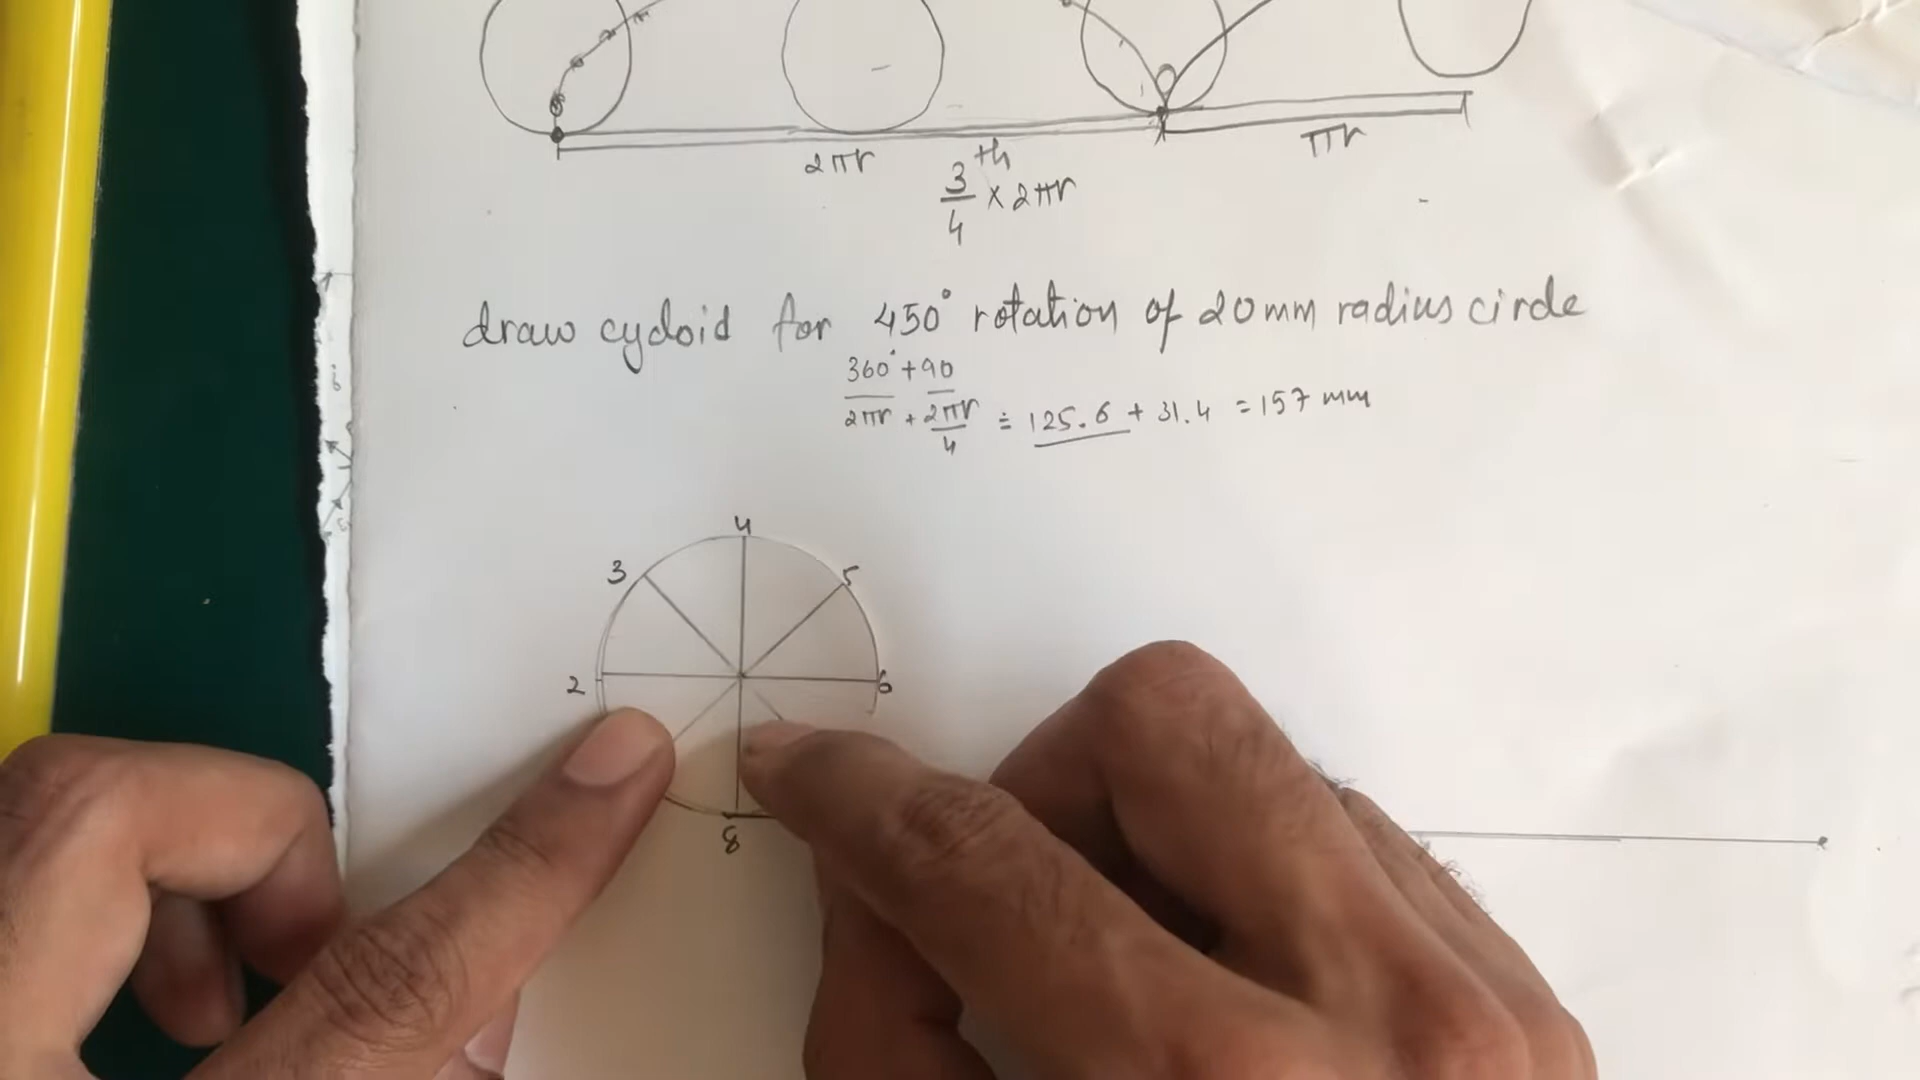 2πr
πr
3/4 th × 2πr
draw cycloid for 450° rotation of 20mm radius circle
360° + 90
2πr + 2πr/4 = 125.6 + 31.4 = 157 mm
4
3
5
2
6
8